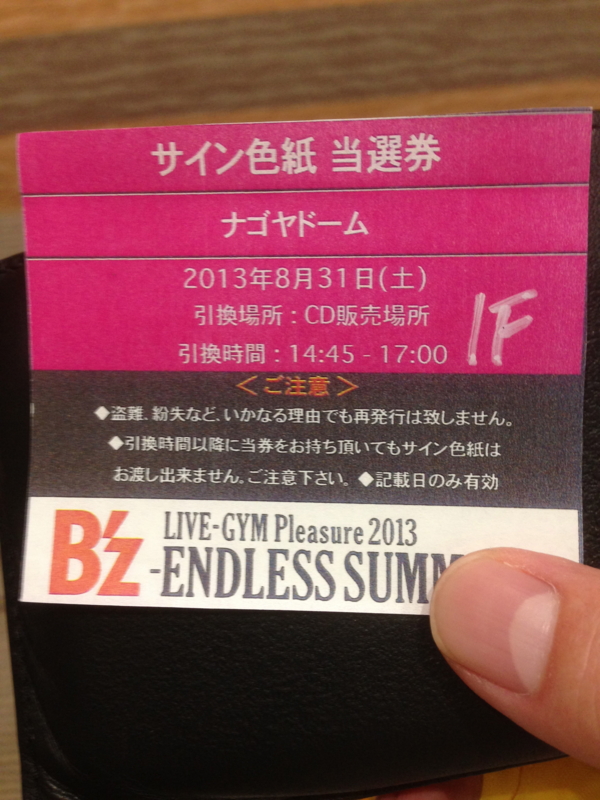 サイン色紙 当選券
ナゴヤドーム
2013年8月31日(土)
引換場所：CD販売場所
引換時間：14:45 - 17:00
1F
＜ご注意＞
◆盗難、紛失など、いかなる理由でも再発行は致しません。
◆引換時間以降に当券をお持ち頂いてもサイン色紙は
お渡し出来ません。ご注意下さい。◆記載日のみ有効
B'z
LIVE-GYM Pleasure 2013
-ENDLESS SUMM